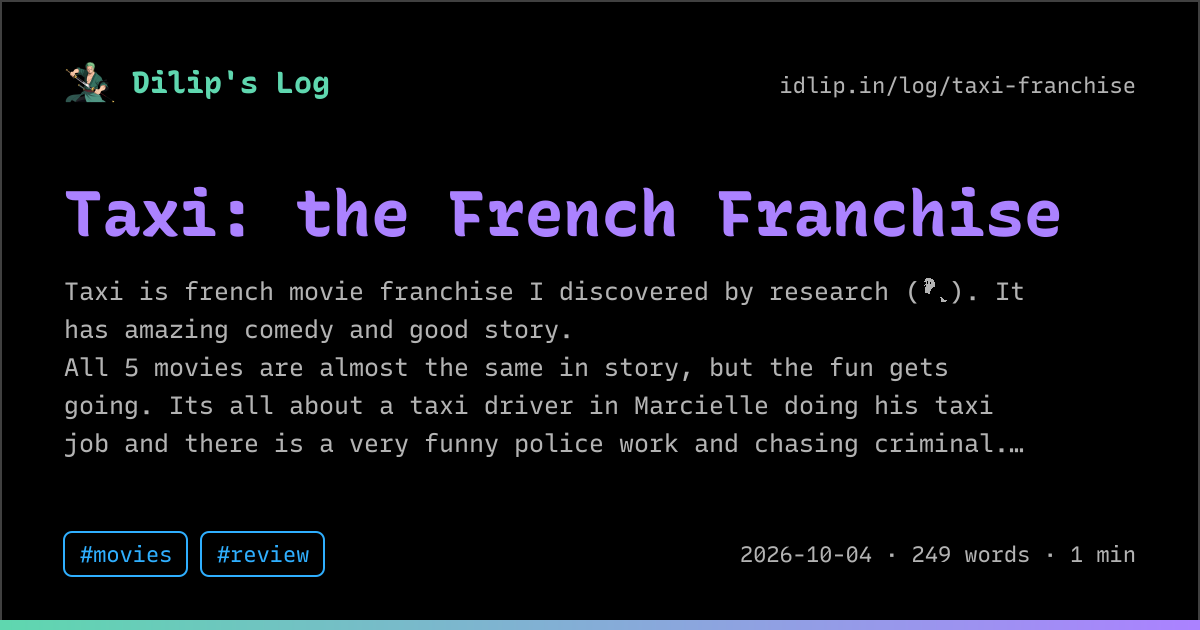 Dilip's Log
idlip.in/log/taxi-franchise
Taxi: the French Franchise
Taxi is french movie franchise I discovered by research (). It
has amazing comedy and good story.
All 5 movies are almost the same in story, but the fun gets
going. Its all about a taxi driver in Marcielle doing his taxi
job and there is a very funny police work and chasing criminal.…
#movies
#review
2026-10-04 · 249 words · 1 min